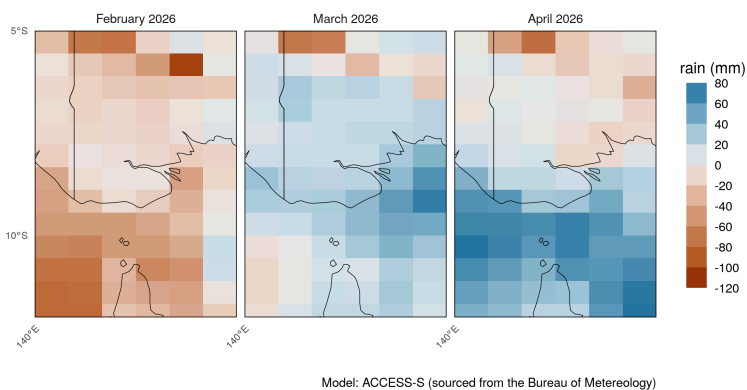 February 2026
March 2026
April 2026
5°S
10°S
140°E
140°E
140°E
rain (mm)
80
60
40
20
0
-20
-40
-60
-80
-100
-120
Model: ACCESS-S (sourced from the Bureau of Metereology)